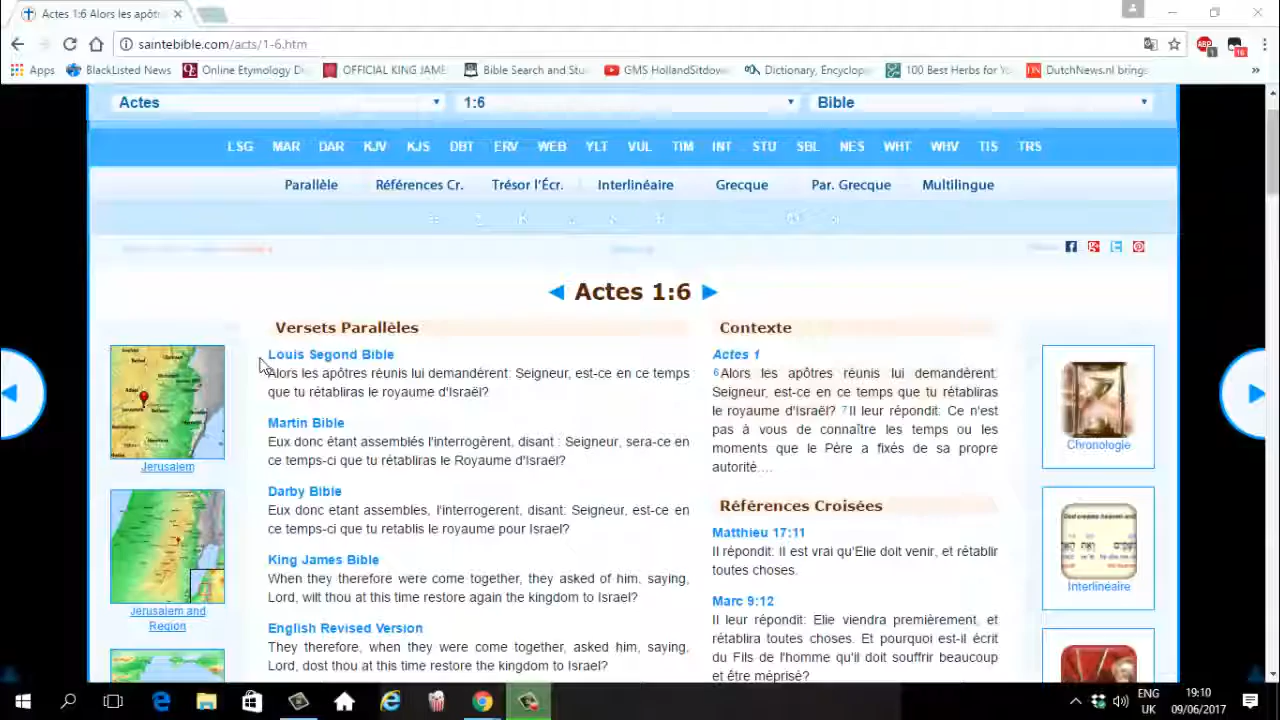 Actes 1:6 Alors les apôtr
saintebible.com/acts/1-6.htm
Apps
BlackListed News
Online Etymology Di
OFFICIAL KING JAME
Bible Search and Stu
GMS HollandSitdow
Dictionary, Encyclop
100 Best Herbs for Y
DutchNews.nl brings
»
Actes
1:6
Bible
LSG MAR DAR KJV KJS DBT ERV WEB YLT VUL TIM INT STU SBL NES WHT WHV TIS TRS
Parallèle Références Cr. Trésor l'Écr. Interlinéaire Grecque Par. Grecque Multilingue
Actes 1:6
Jerusalem
Jerusalem and
Region
Versets Parallèles
Louis Segond Bible
Alors les apôtres réunis lui demandèrent: Seigneur, est-ce en ce temps
que tu rétabliras le royaume d'Israël?
Martin Bible
Eux donc étant assemblés l'interrogèrent, disant : Seigneur, sera-ce en
ce temps-ci que tu rétabliras le Royaume d'Israël?
Darby Bible
Eux donc etant assembles, l'interrogerent, disant: Seigneur, est-ce en
ce temps-ci que tu retablis le royaume pour Israel?
King James Bible
When they therefore were come together, they asked of him, saying,
Lord, wilt thou at this time restore again the kingdom to Israel?
English Revised Version
They therefore, when they were come together, asked him, saying,
Lord, dost thou at this time restore the kingdom to Israel?
Contexte
Actes 1
6Alors les apôtres réunis lui demandèrent:
Seigneur, est-ce en ce temps que tu rétabliras
le royaume d'Israël? 7Il leur répondit: Ce n'est
pas à vous de connaître les temps ou les
moments que le Père a fixés de sa propre
autorité.…
Références Croisées
Matthieu 17:11
Il répondit: Il est vrai qu'Elie doit venir, et rétablir
toutes choses.
Marc 9:12
Il leur répondit: Elie viendra premièrement, et
rétablira toutes choses. Et pourquoi est-il écrit
du Fils de l'homme qu'il doit souffrir beaucoup
et être méprisé?
Chronologie
Interlinéaire
ENG
UK
19:10
09/06/2017